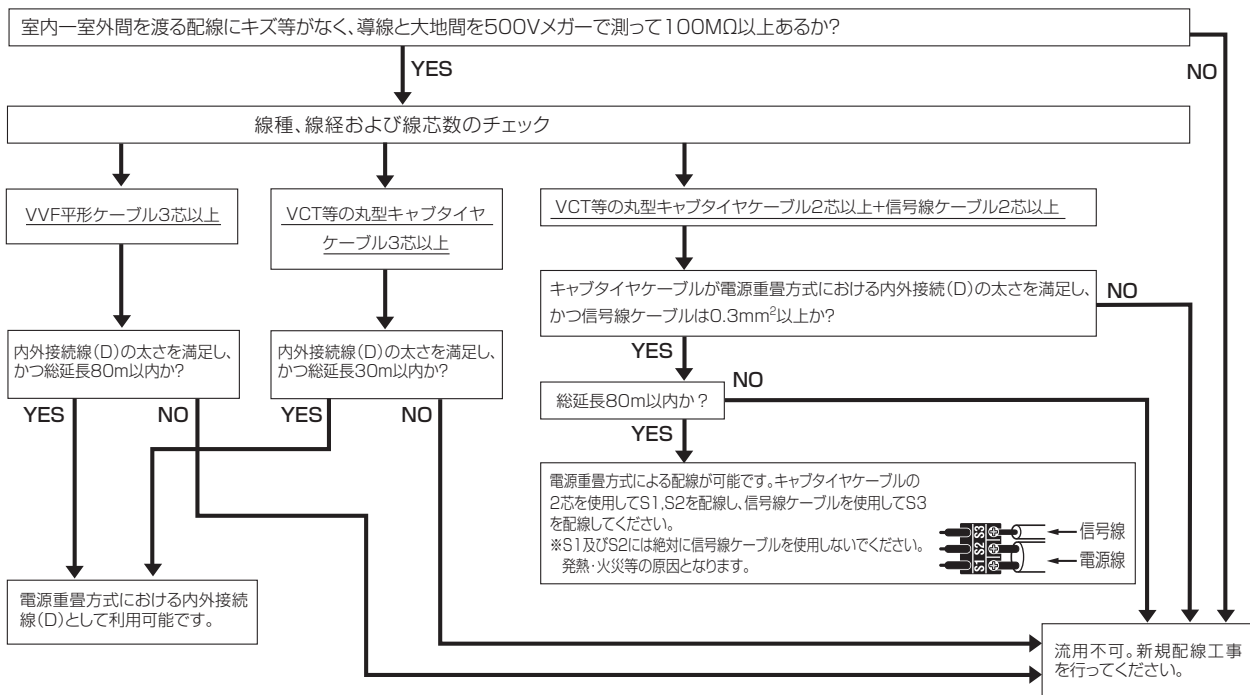 室内ー室外間を渡る配線にキズ等がなく、導線と大地間を500Vメガーで測って100MΩ以上あるか?
YES
NO
線種、線経および線芯数のチェック
VVF平形ケーブル3芯以上
VCT等の丸型キャブタイヤ
ケーブル3芯以上
VCT等の丸型キャブタイヤケーブル2芯以上+信号線ケーブル2芯以上
キャブタイヤケーブルが電源重畳方式における内外接続(D)の太さを満足し、
かつ信号線ケーブルは0.3mm²以上か?
NO
YES
内外接続線(D)の太さを満足し、
かつ総延長80m以内か?
内外接続線(D)の太さを満足し、
かつ総延長30m以内か?
総延長80m以内か?
NO
YES
NO
YES
NO
YES
電源重畳方式による配線が可能です。キャブタイヤケーブルの
2芯を使用してS1,S2を配線し、信号線ケーブルを使用してS3
を配線してください。
※S1及びS2には絶対に信号線ケーブルを使用しないでください。
発熱・火災等の原因となります。
S1 S2 S3
信号線
電源線
電源重畳方式における内外接続
線(D)として利用可能です。
流用不可。新規配線工事
を行ってください。